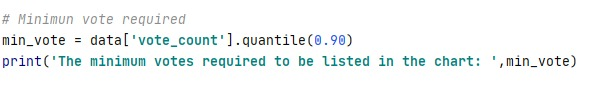 # Minimun vote required
min_vote = data['vote_count'].quantile(0.90)
print('The minimum votes required to be listed in the chart: ',min_vote)